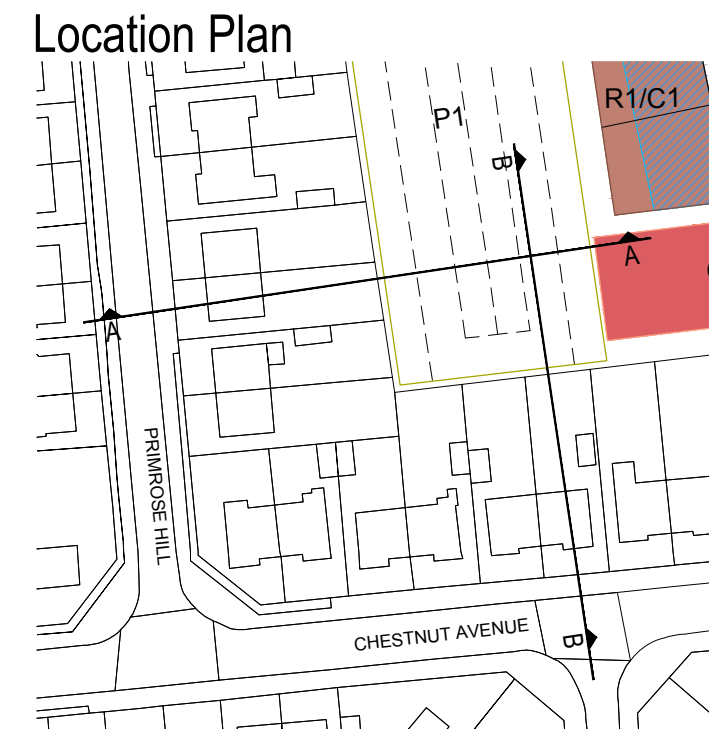 Location Plan
R1/C1
P1
B
A
A
PRIMROSE HILL
CHESTNUT AVENUE
B